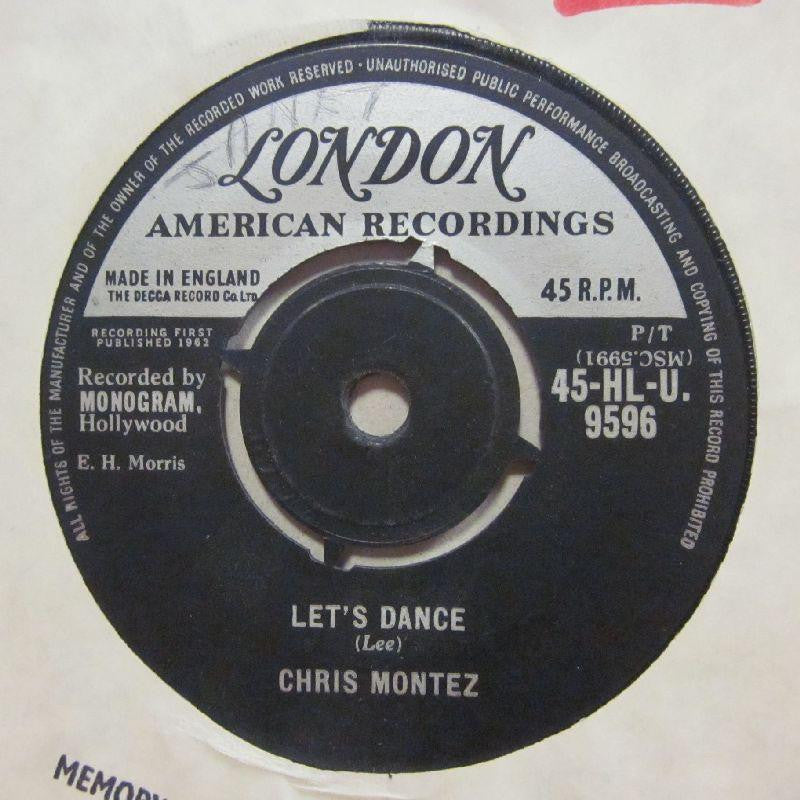 ALL RIGHTS OF THE MANUFACTURER AND OF THE OWNER OF THE RECORDED WORK RESERVED · UNAUTHORISED PUBLIC PERFORMANCE BROADCASTING AND COPYING OF THIS RECORD PROHIBITED
LONDON
AMERICAN RECORDINGS
MADE IN ENGLAND
THE DECCA RECORD Co. LTD.
45 R.P.M.
RECORDING FIRST
PUBLISHED 1962
P/T
(MSC.5991)
Recorded by
MONOGRAM,
Hollywood
45-HL-U.
9596
E. H. Morris
LET'S DANCE
(Lee)
CHRIS MONTEZ
MEMORY